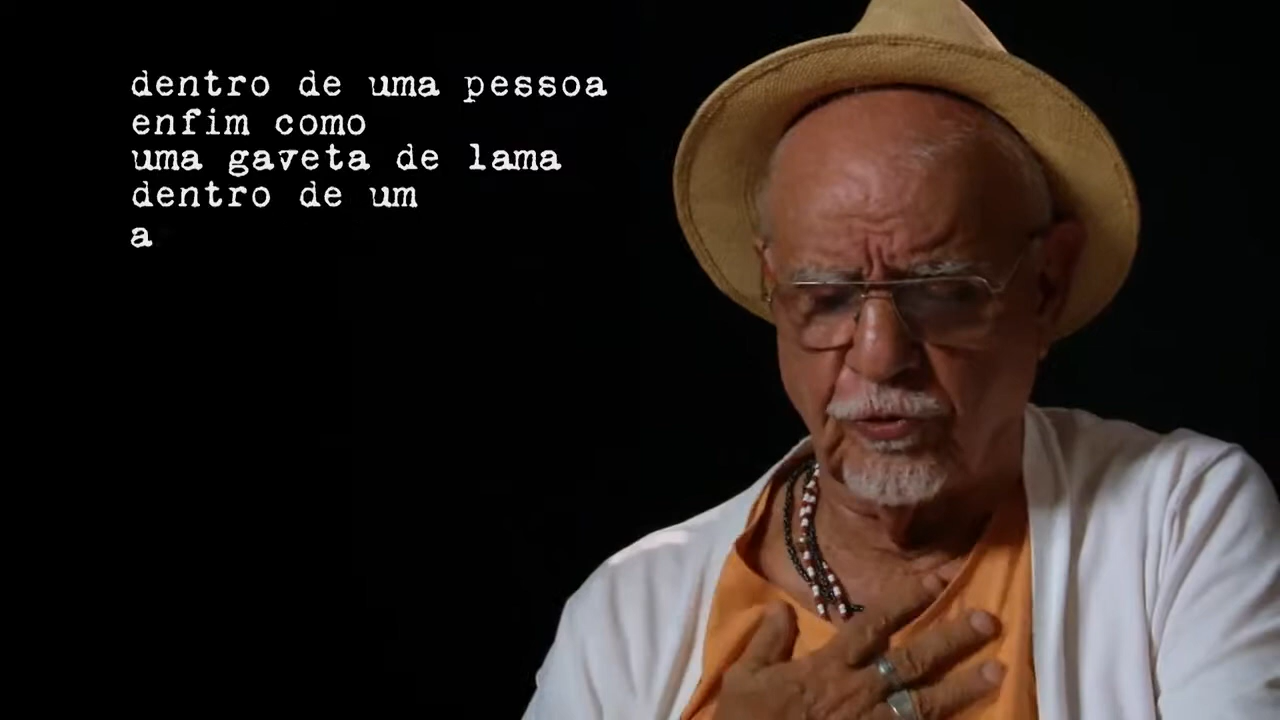 dentro de uma pessoa
enfim como
uma gaveta de lama
dentro de um
a